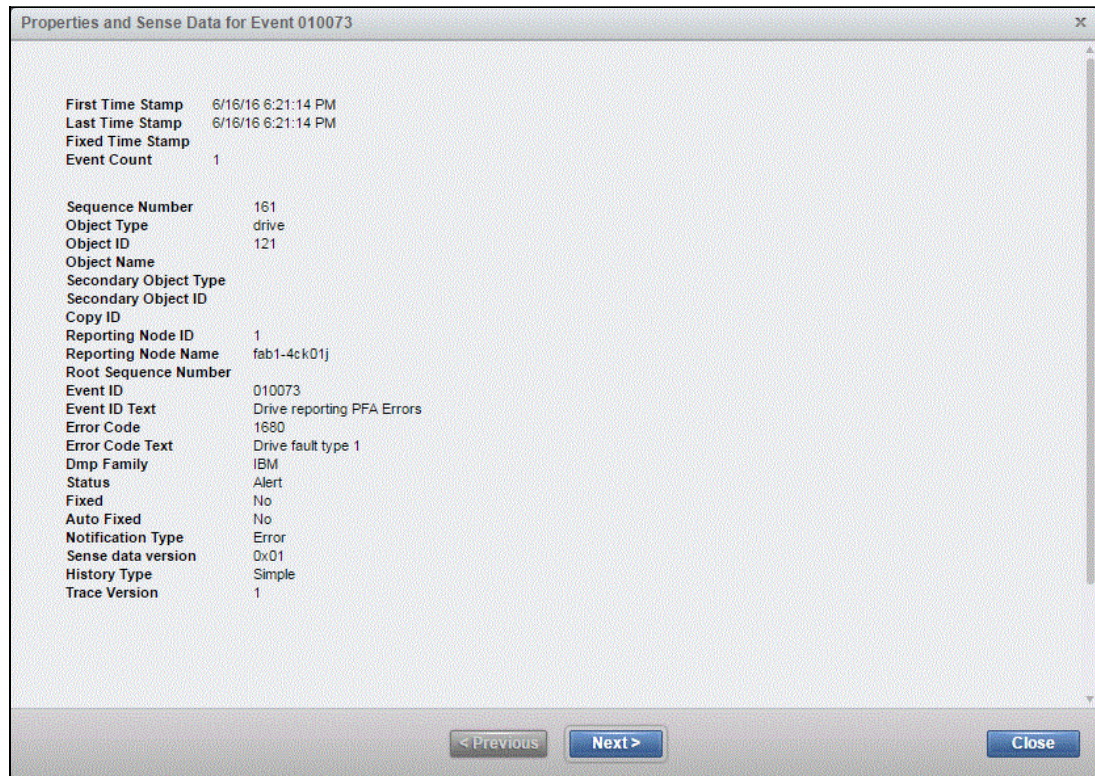 Properties and Sense Data for Event 010073 x
First Time Stamp 6/16/16 6:21:14 PM
Last Time Stamp 6/16/16 6:21:14 PM
Fixed Time Stamp
Event Count 1
Sequence Number 161
Object Type drive
Object ID 121
Object Name
Secondary Object Type
Secondary Object ID
Copy ID
Reporting Node ID 1
Reporting Node Name fab1-4ck01j
Root Sequence Number
Event ID 010073
Event ID Text Drive reporting PFA Errors
Error Code 1680
Error Code Text Drive fault type 1
Dmp Family IBM
Status Alert
Fixed No
Auto Fixed No
Notification Type Error
Sense data version 0x01
History Type Simple
Trace Version 1
< Previous Next > Close